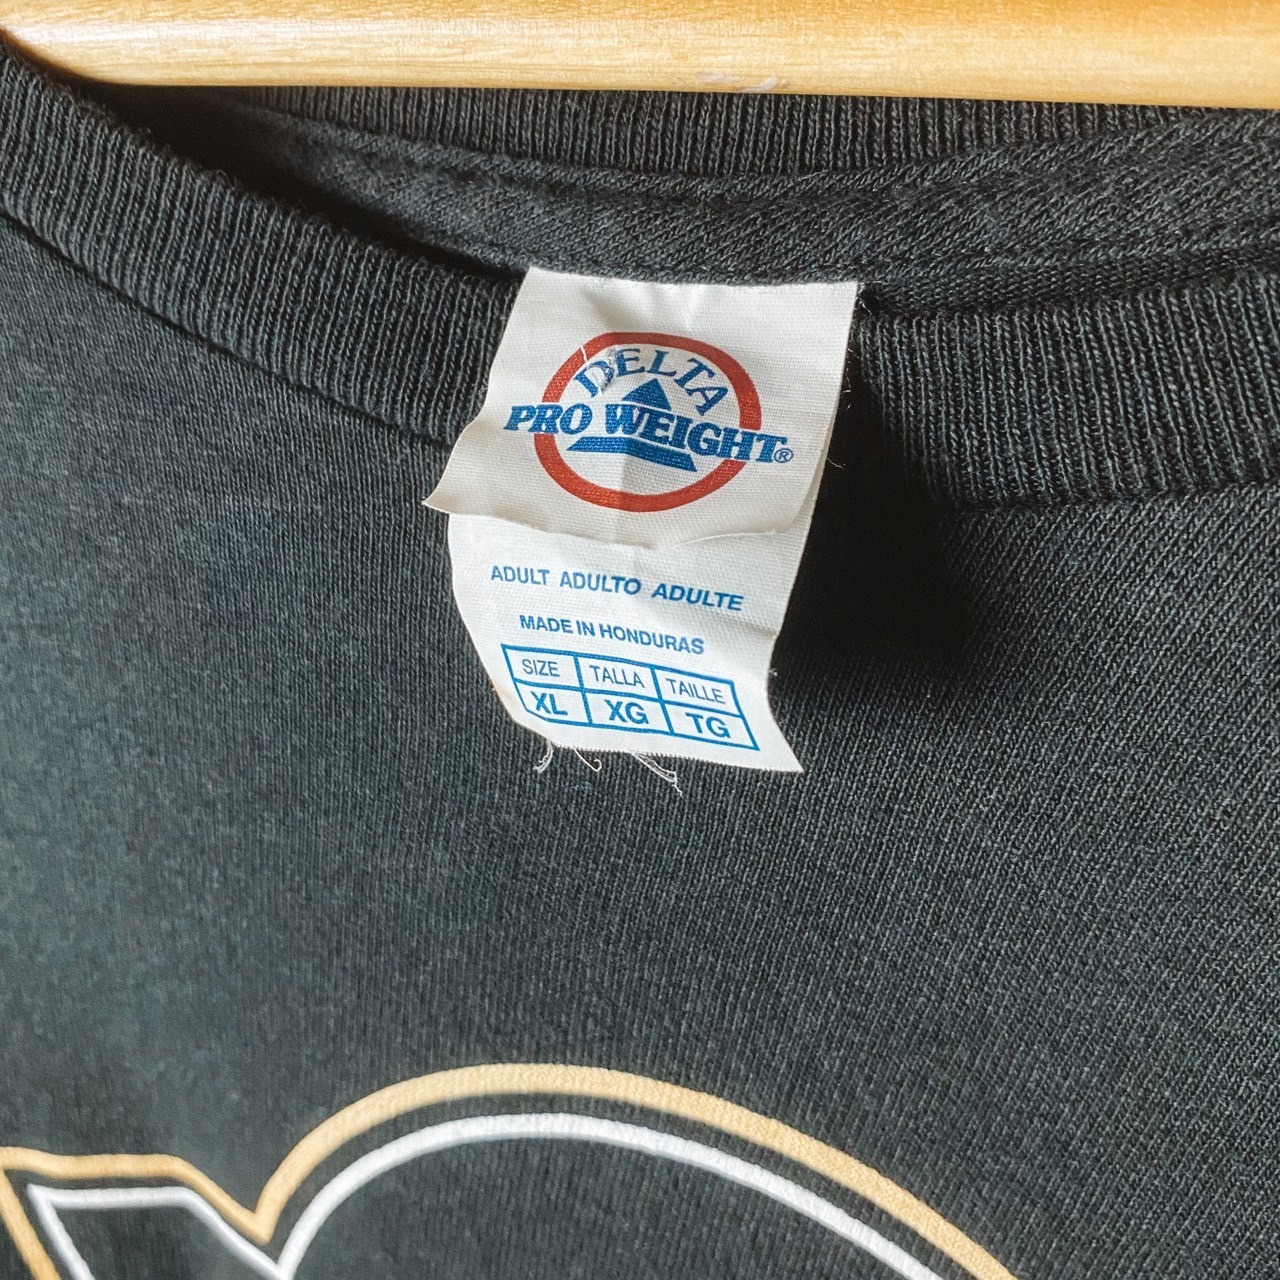 DELTA
PRO WEIGHT®
ADULT ADULTO ADULTE
MADE IN HONDURAS
SIZE TALLA TAILLE
XL XG TG